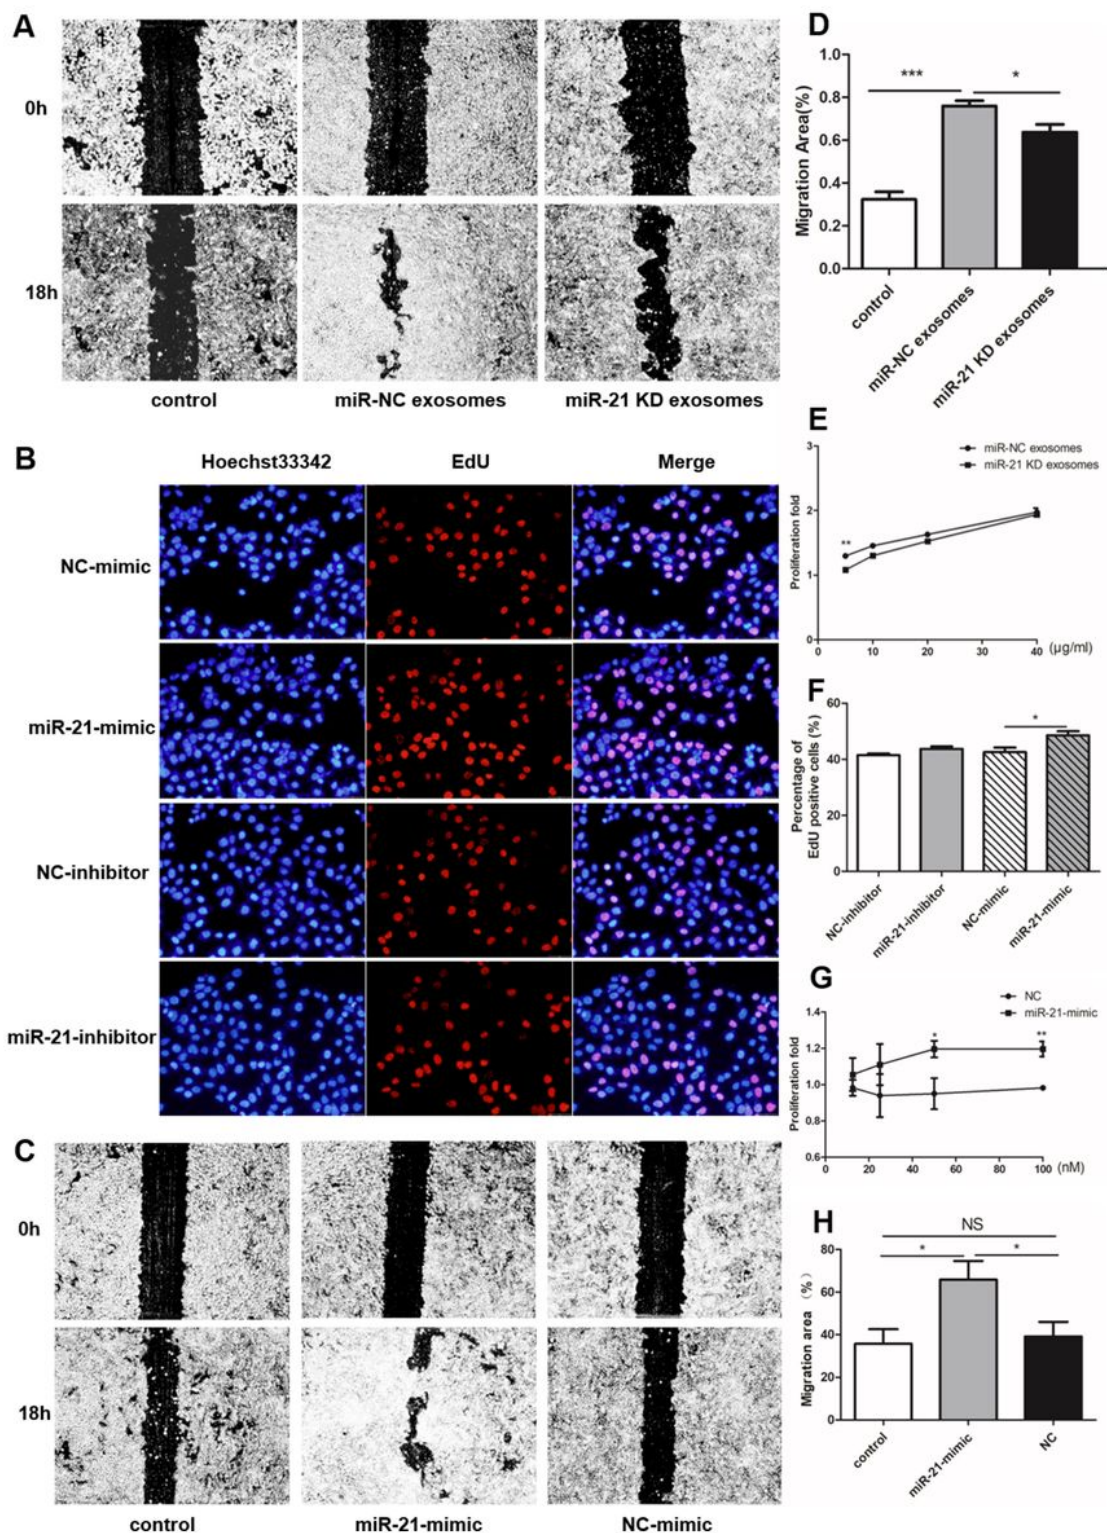 A
0h
18h
control
miR-NC exosomes
miR-21 KD exosomes
B
Hoechst33342
EdU
Merge
NC-mimic
miR-21-mimic
NC-inhibitor
miR-21-inhibitor
C
0h
18h
control
miR-21-mimic
NC-mimic
D
Migration Area(%)
1.0
0.8
0.6
0.4
0.2
0.0
***
*
control
miR-NC exosomes
miR-21 KD exosomes
E
Proliferation fold
3
2
1
0
miR-NC exosomes
miR-21 KD exosomes
**
0
10
20
30
40
(μg/ml)
F
Percentage of
EdU positive cells (%)
60
40
20
0
*
NC-inhibitor
miR-21-inhibitor
NC-mimic
miR-21-mimic
G
NC
miR-21-mimic
Proliferation fold
1.4
1.2
1.0
0.8
0.6
*
**
0
20
40
60
80
100
(nM)
H
Migration area (%)
80
60
40
20
0
NS
*
*
control
miR-21-mimic
NC